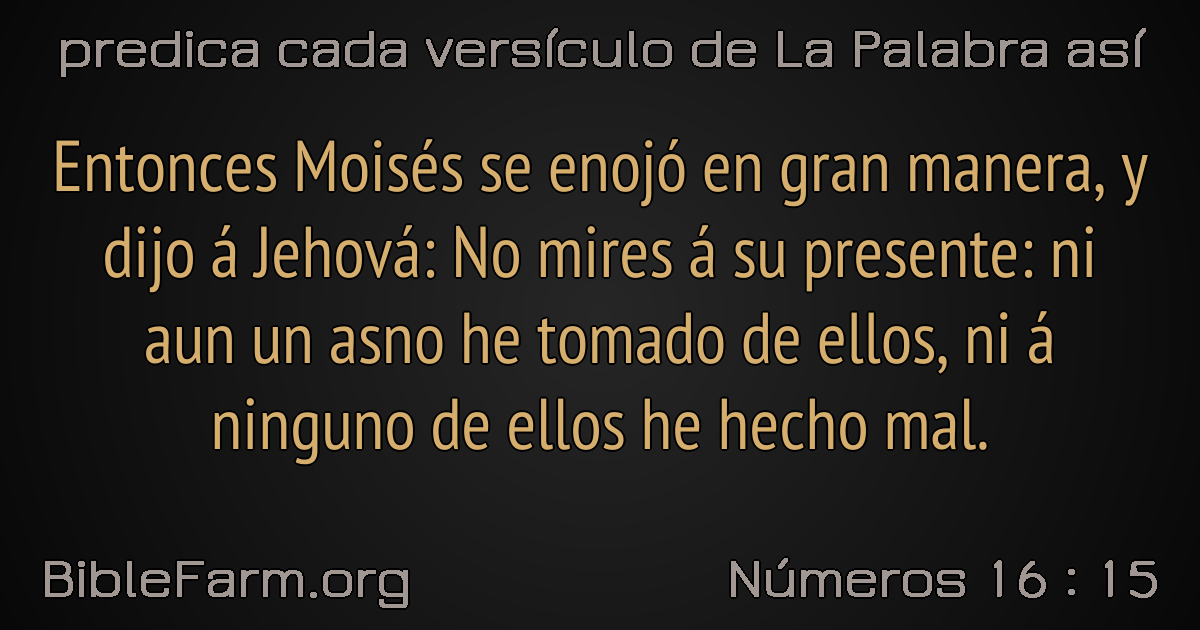 predica cada versículo de La Palabra así
Entonces Moisés se enojó en gran manera, y
dijo á Jehová: No mires á su presente: ni
aun un asno he tomado de ellos, ni á
ninguno de ellos he hecho mal.
BibleFarm.org
Números 16 : 15